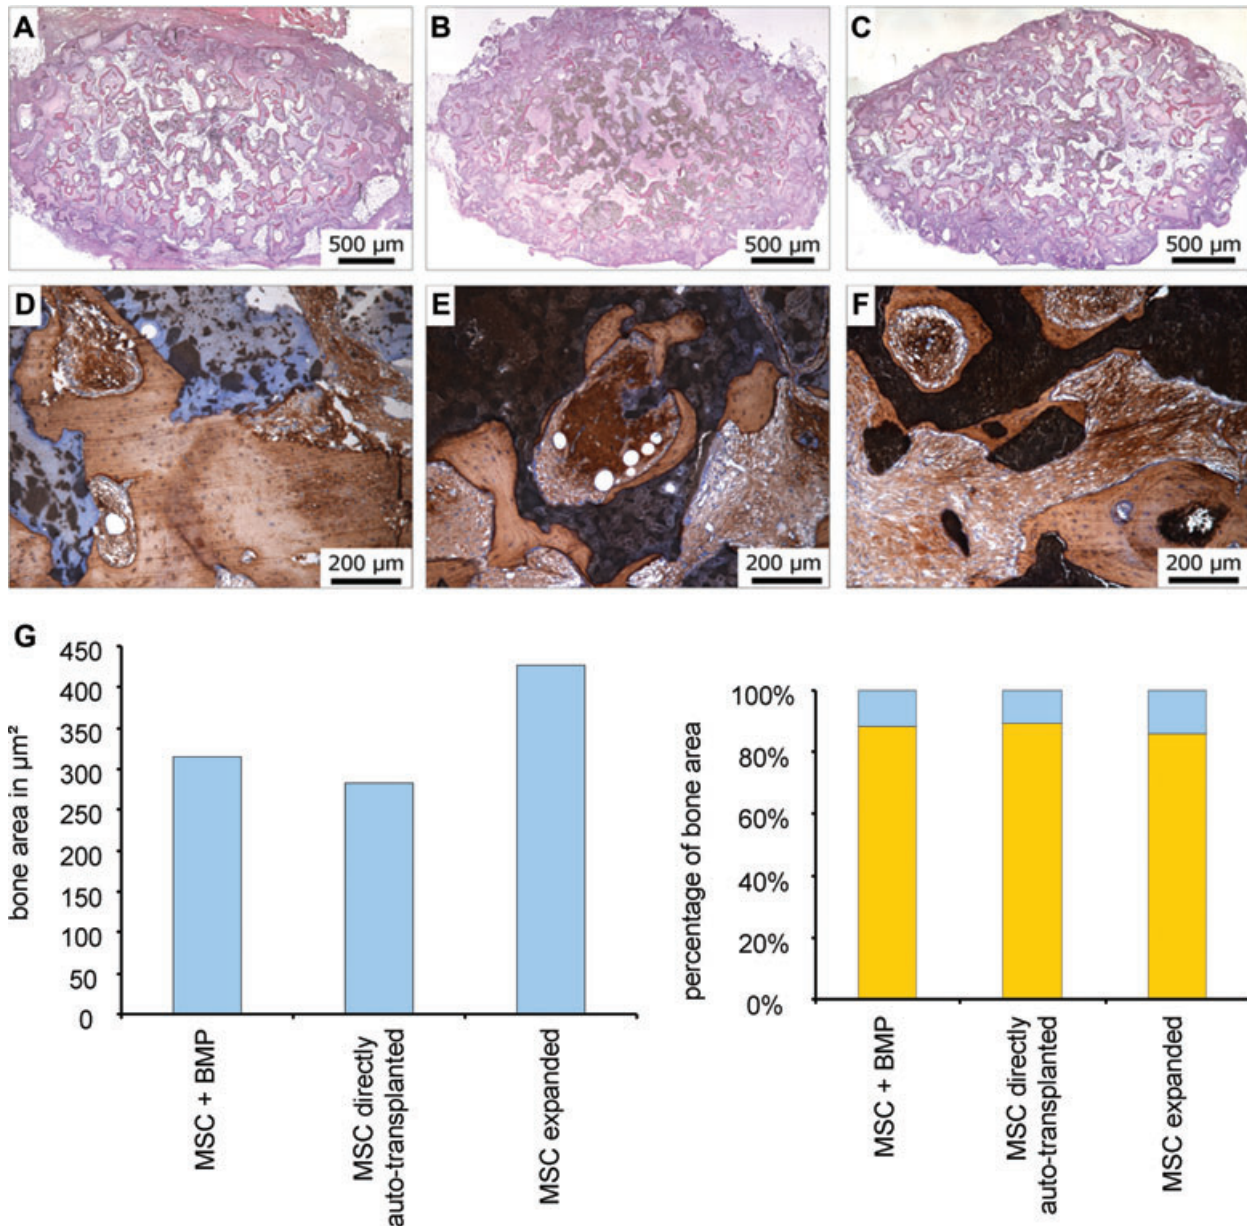 A
B
C
500 µm
500 µm
500 µm
D
E
F
200 µm
200 µm
200 µm
G
bone area in µm²
450
400
350
300
250
200
150
100
50
0
MSC + BMP
MSC directly
auto-transplanted
MSC expanded
percentage of bone area
100%
80%
60%
40%
20%
0%
MSC + BMP
MSC directly
auto-transplanted
MSC expanded